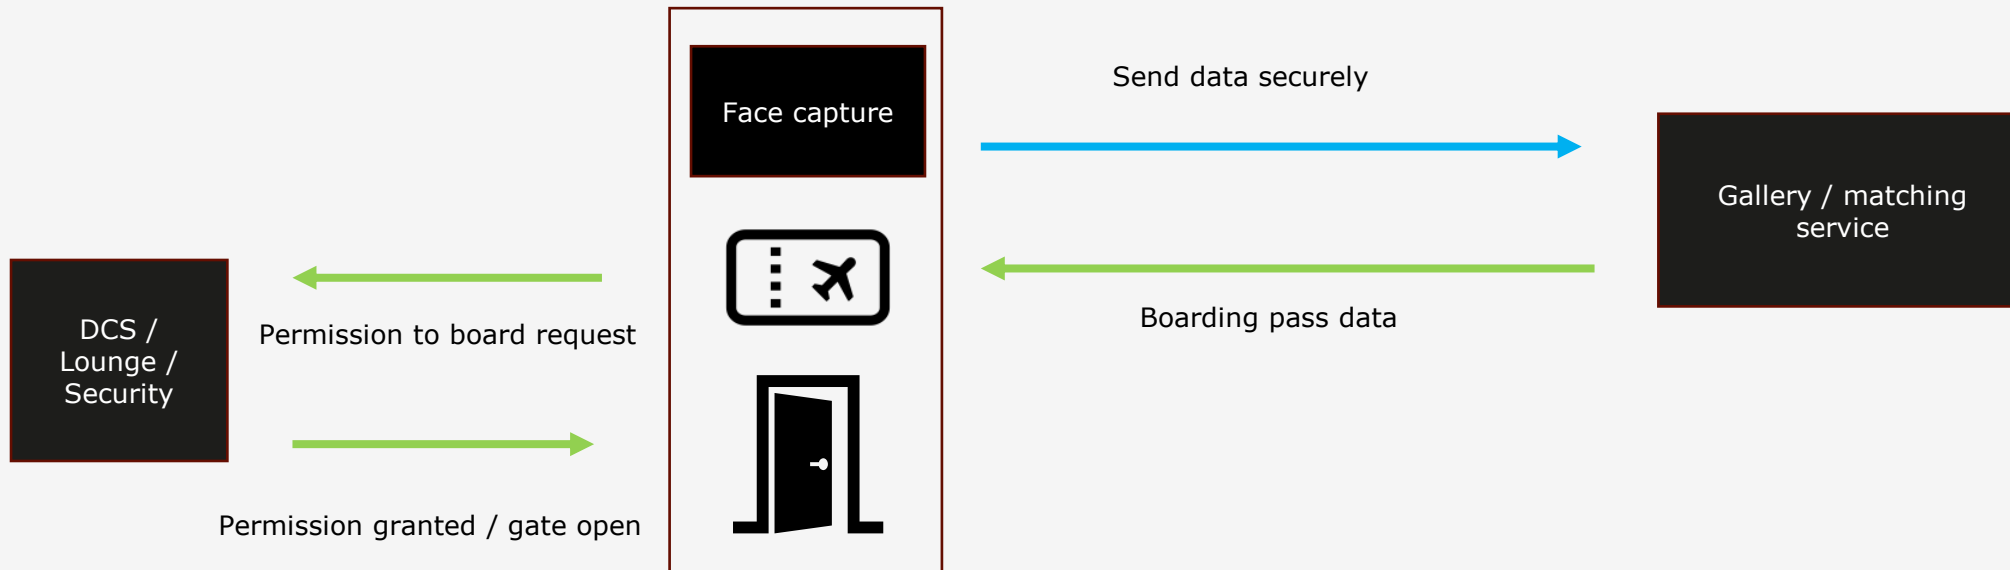 Face capture
Send data securely
Gallery / matching
service
Boarding pass data
DCS /
Lounge /
Security
Permission to board request
Permission granted / gate open